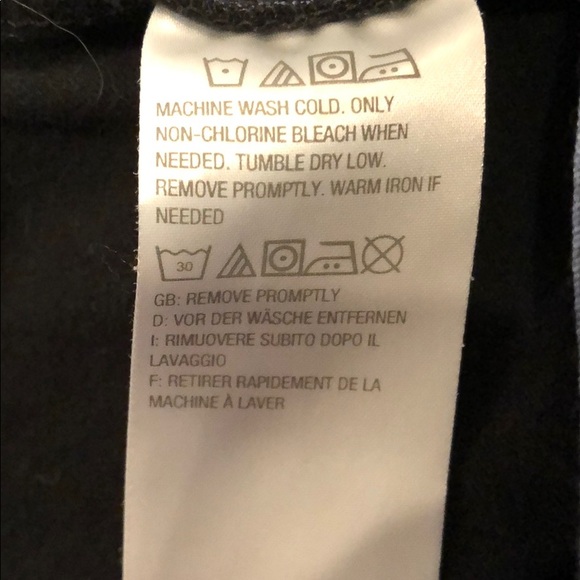 MACHINE WASH COLD. ONLY
NON-CHLORINE BLEACH WHEN
NEEDED. TUMBLE DRY LOW.
REMOVE PROMPTLY. WARM IRON IF
NEEDED
30
GB: REMOVE PROMPTLY
D: VOR DER WÄSCHE ENTFERNEN
I: RIMUOVERE SUBITO DOPO IL
LAVAGGIO
F: RETIRER RAPIDEMENT DE LA
MACHINE À LAVER